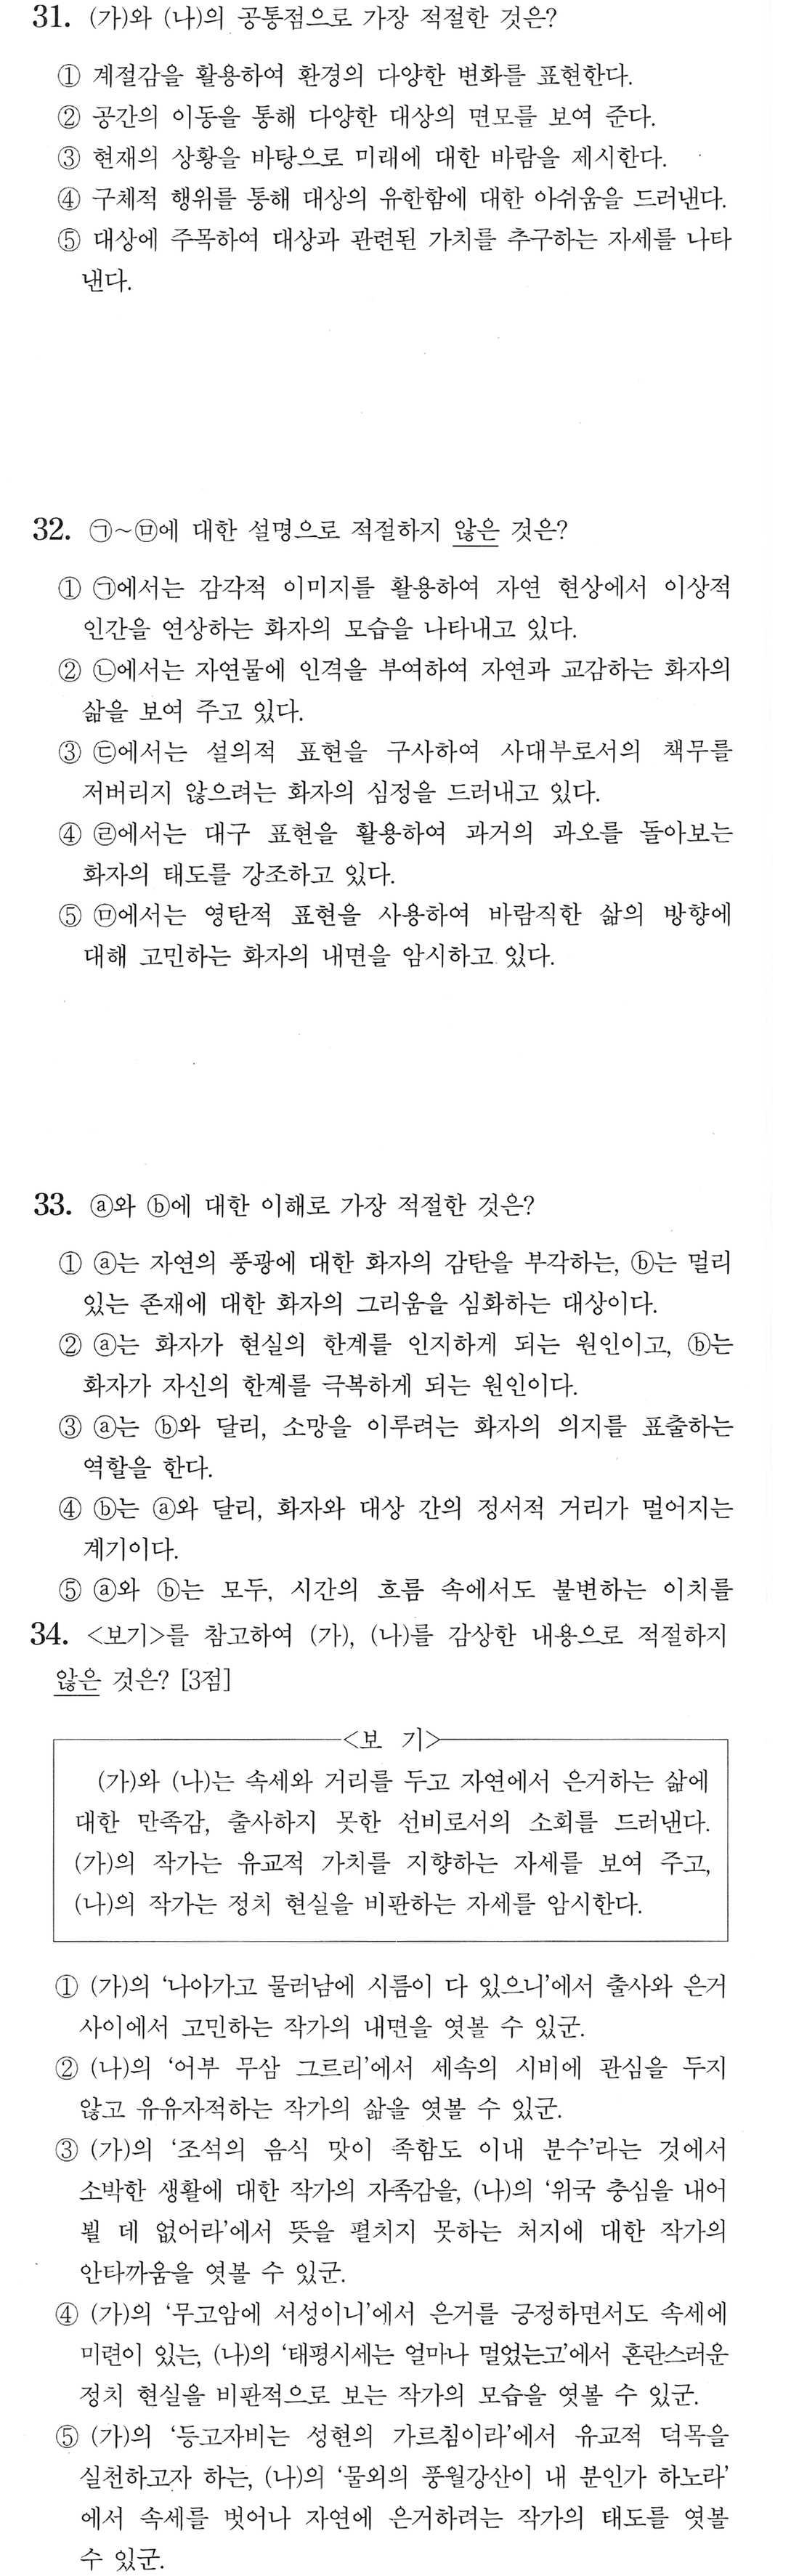 31. (가)와 (나)의 공통점으로 가장 적절한 것은?
① 계절감을 활용하여 환경의 다양한 변화를 표현한다.
② 공간의 이동을 통해 다양한 대상의 면모를 보여 준다.
③ 현재의 상황을 바탕으로 미래에 대한 바람을 제시한다.
④ 구체적 행위를 통해 대상의 유한함에 대한 아쉬움을 드러낸다.
⑤ 대상에 주목하여 대상과 관련된 가치를 추구하는 자세를 나타
낸다.
32. ㉠~㉤에 대한 설명으로 적절하지 않은 것은?
① ㉠에서는 감각적 이미지를 활용하여 자연 현상에서 이상적
인간을 연상하는 화자의 모습을 나타내고 있다.
② ㉡에서는 자연물에 인격을 부여하여 자연과 교감하는 화자의
삶을 보여 주고 있다.
③ ㉢에서는 설의적 표현을 구사하여 사대부로서의 책무를
저버리지 않으려는 화자의 심정을 드러내고 있다.
④ ㉣에서는 대구 표현을 활용하여 과거의 과오를 돌아보는
화자의 태도를 강조하고 있다.
⑤ ㉤에서는 영탄적 표현을 사용하여 바람직한 삶의 방향에
대해 고민하는 화자의 내면을 암시하고 있다.
33. ⓐ와 ⓑ에 대한 이해로 가장 적절한 것은?
① ⓐ는 자연의 풍광에 대한 화자의 감탄을 부각하는, ⓑ는 멀리
있는 존재에 대한 화자의 그리움을 심화하는 대상이다.
② ⓐ는 화자가 현실의 한계를 인지하게 되는 원인이고, ⓑ는
화자가 자신의 한계를 극복하게 되는 원인이다.
③ ⓐ는 ⓑ와 달리, 소망을 이루려는 화자의 의지를 표출하는
역할을 한다.
④ ⓑ는 ⓐ와 달리, 화자와 대상 간의 정서적 거리가 멀어지는
계기이다.
⑤ ⓐ와 ⓑ는 모두, 시간의 흐름 속에서도 불변하는 이치를
34. <보기>를 참고하여 (가), (나)를 감상한 내용으로 적절하지
않은 것은? [3점]
<보 기>
(가)와 (나)는 속세와 거리를 두고 자연에서 은거하는 삶에
대한 만족감, 출사하지 못한 선비로서의 소회를 드러낸다.
(가)의 작가는 유교적 가치를 지향하는 자세를 보여 주고,
(나)의 작가는 정치 현실을 비판하는 자세를 암시한다.
① (가)의 ‘나아가고 물러남에 시름이 다 있으니’에서 출사와 은거
사이에서 고민하는 작가의 내면을 엿볼 수 있군.
② (나)의 ‘어부 무삼 그르리’에서 세속의 시비에 관심을 두지
않고 유유자적하는 작가의 삶을 엿볼 수 있군.
③ (가)의 ‘조석의 음식 맛이 족함도 이내 분수’라는 것에서
소박한 생활에 대한 작가의 자족감을, (나)의 ‘위국 충심을 내어
뵐 데 없어라’에서 뜻을 펼치지 못하는 처지에 대한 작가의
안타까움을 엿볼 수 있군.
④ (가)의 ‘무고암에 서성이니’에서 은거를 긍정하면서도 속세에
미련이 있는, (나)의 ‘태평시세는 얼마나 멀었는고’에서 혼란스러운
정치 현실을 비판적으로 보는 작가의 모습을 엿볼 수 있군.
⑤ (가)의 ‘등고자비는 성현의 가르침이라’에서 유교적 덕목을
실천하고자 하는, (나)의 ‘물외의 풍월강산이 내 분인가 하노라’
에서 속세를 벗어나 자연에 은거하려는 작가의 태도를 엿볼
수 있군.